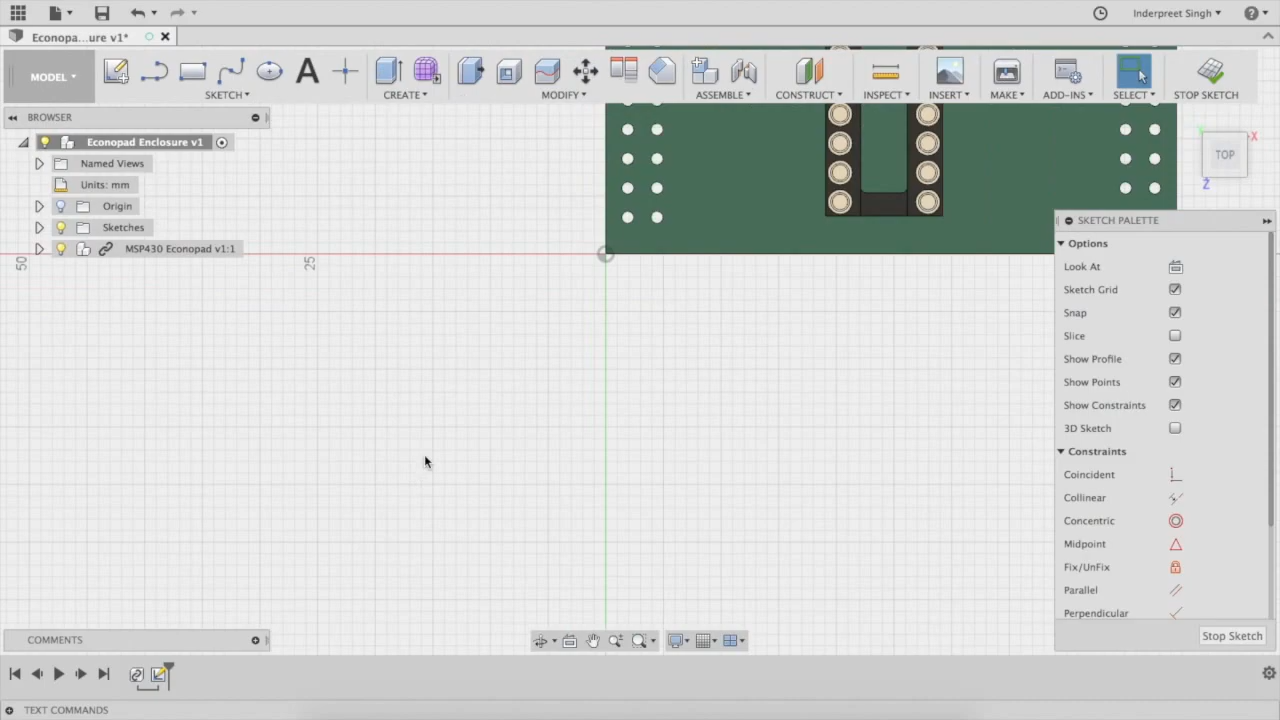 Inderpreet Singh
Econopa...ure v1*
MODEL
SKETCH
CREATE
MODIFY
ASSEMBLE
CONSTRUCT
INSPECT
INSERT
MAKE
ADD-INS
SELECT
STOP SKETCH
BROWSER
Econopad Enclosure v1
Named Views
Units: mm
Origin
Sketches
MSP430 Econopad v1:1
50
25
X
Y
TOP
Z
SKETCH PALETTE
Options
Look At
Sketch Grid
Snap
Slice
Show Profile
Show Points
Show Constraints
3D Sketch
Constraints
Coincident
Collinear
Concentric
Midpoint
Fix/UnFix
Parallel
Perpendicular
Stop Sketch
COMMENTS
TEXT COMMANDS